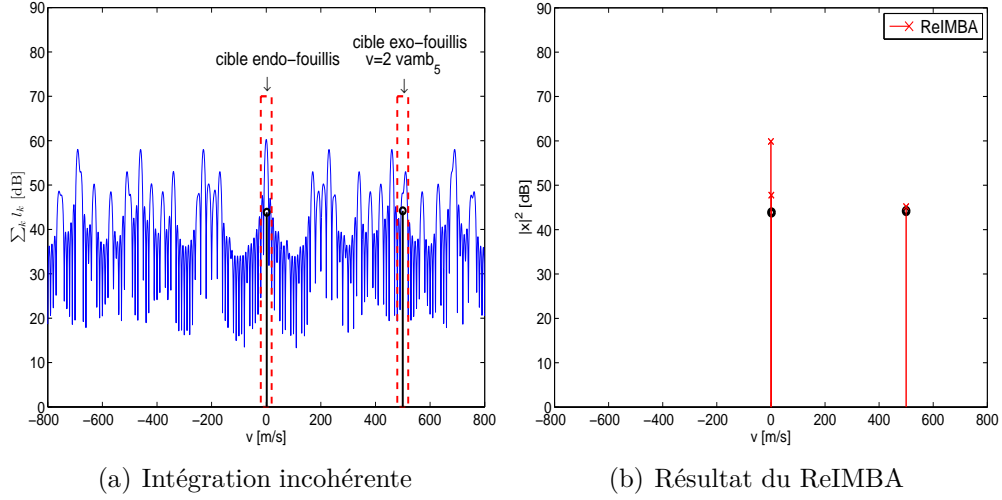 90
80
70
60
50
40
30
20
10
0
−800 −600 −400 −200 0 200 400 600 800
v [m/s]
∑k lk [dB]
cible endo−fouillis
cible exo−fouillis
v=2 vamb5
(a) Intégration incohérente
90
80
70
60
50
40
30
20
10
0
−800 −600 −400 −200 0 200 400 600 800
v [m/s]
|x|² [dB]
ReIMBA
(b) Résultat du ReIMBA